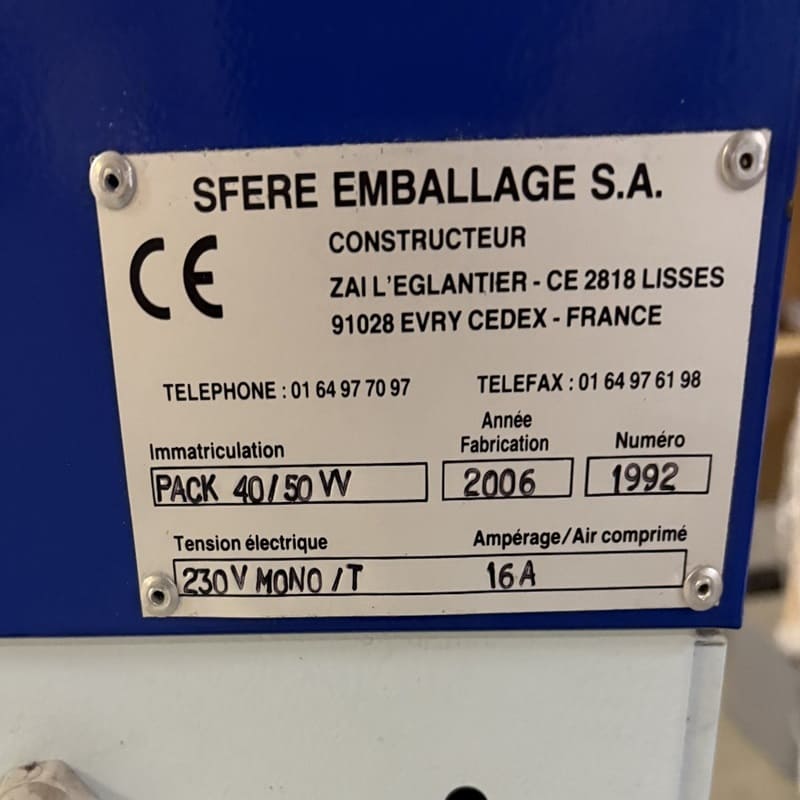 SFERE EMBALLAGE S.A.
CE
CONSTRUCTEUR
ZAI L'EGLANTIER - CE 2818 LISSES
91028 EVRY CEDEX - FRANCE
TELEPHONE : 01 64 97 70 97 TELEFAX : 01 64 97 61 98
Immatriculation Année Fabrication Numéro
PACK 40/50 W 2006 1992
Tension électrique Ampérage/Air comprimé
230V MONO/T 16A